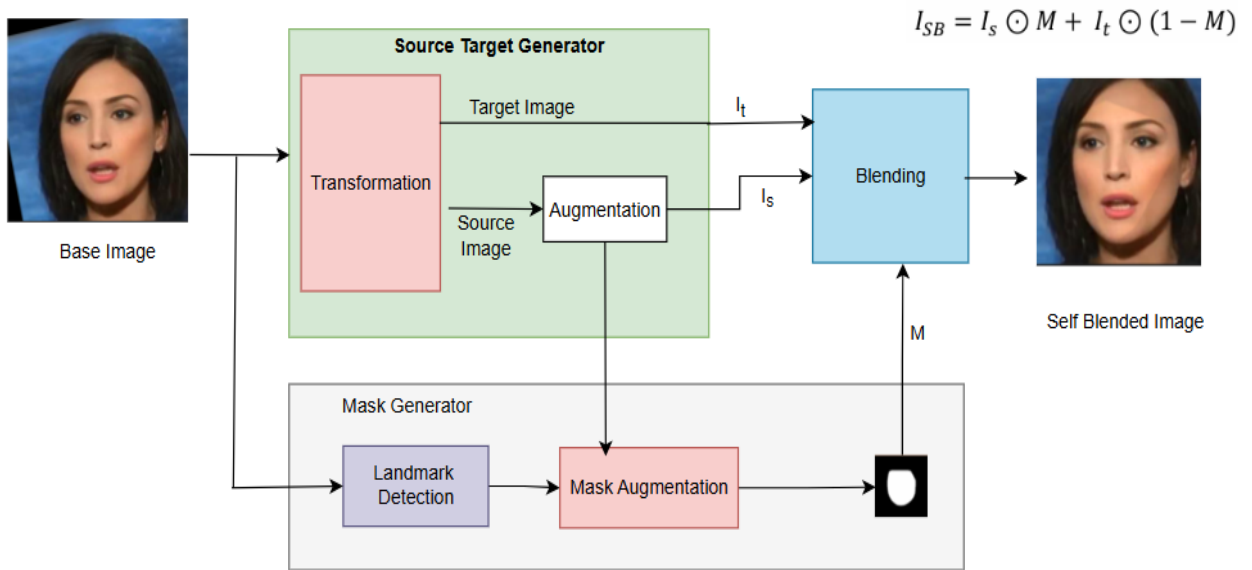 I_SB = I_s ⊙ M + I_t ⊙ (1 − M)
Source Target Generator
Target Image
I_t
Transformation
Source
Image
Augmentation
I_s
Blending
Base Image
Self Blended Image
M
Mask Generator
Landmark
Detection
Mask Augmentation